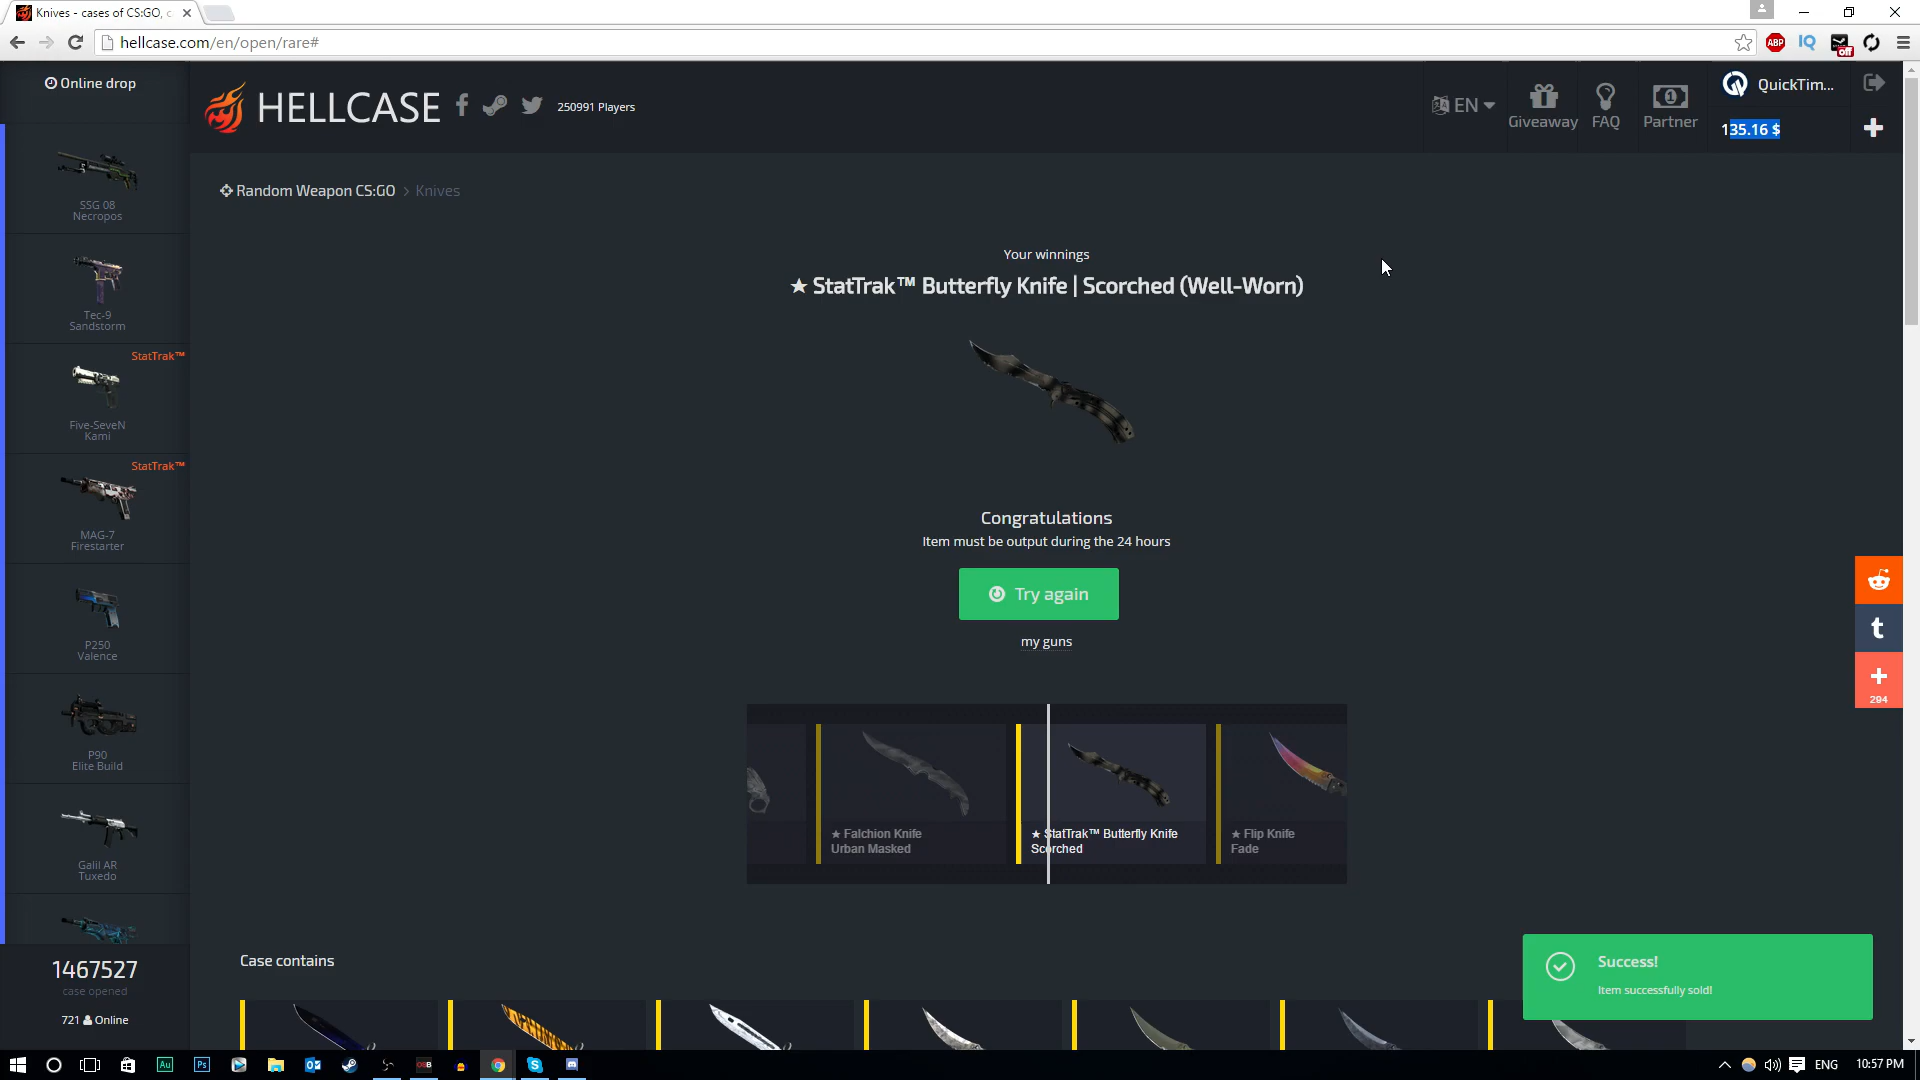 Knives - cases of CS:GO, c
hellcase.com/en/open/rare#
ABP
IQ
off
Online drop
HELLCASE
250991 Players
EN
Giveaway
FAQ
Partner
QuickTim...
135.16 $
Random Weapon CS:GO > Knives
SSG 08
Necropos
Tec-9
Sandstorm
StatTrak™
Five-SeveN
Kami
StatTrak™
MAG-7
Firestarter
P250
Valence
P90
Elite Build
Galil AR
Tuxedo
1467527
case opened
721 Online
Your winnings
★ StatTrak™ Butterfly Knife | Scorched (Well-Worn)
Congratulations
Item must be output during the 24 hours
Try again
my guns
★ Falchion Knife
Urban Masked
★ StatTrak™ Butterfly Knife
Scorched
★ Flip Knife
Fade
Case contains
294
Success!
Item successfully sold!
ENG
10:57 PM